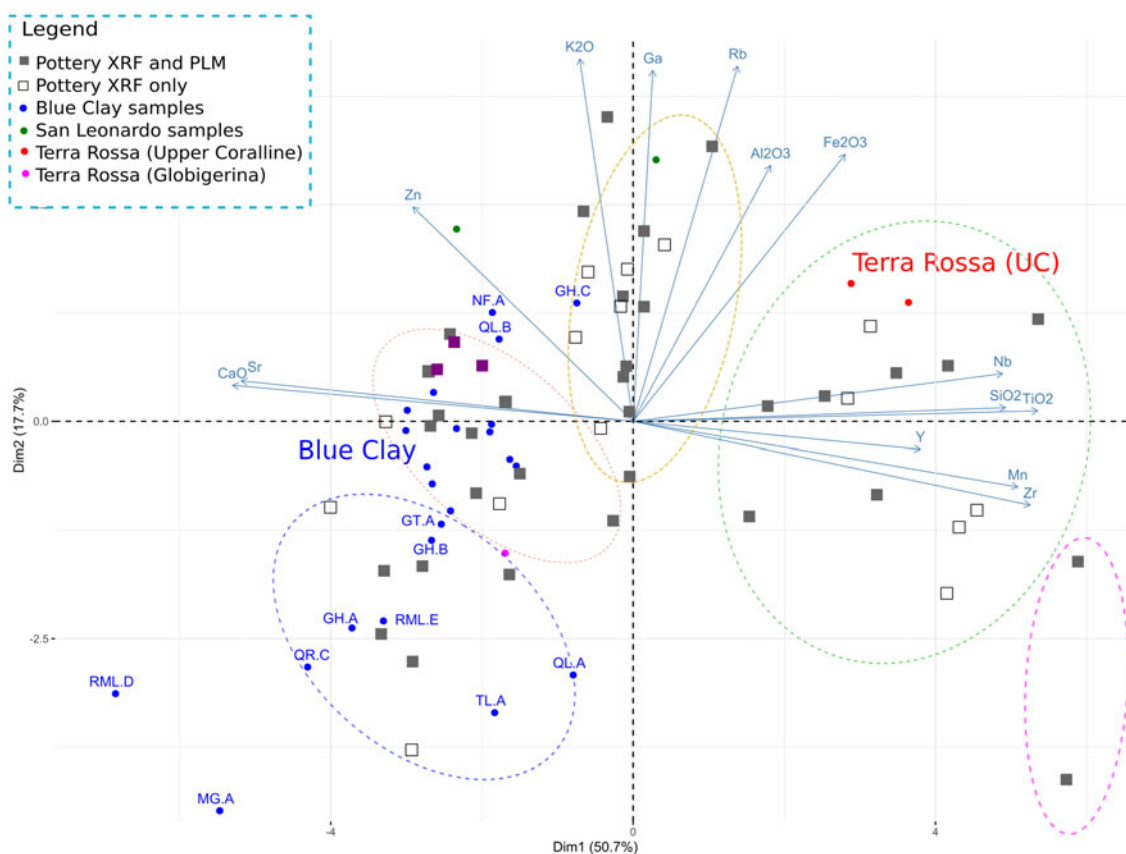 Legend
Pottery XRF and PLM
Pottery XRF only
Blue Clay samples
San Leonardo samples
Terra Rossa (Upper Coralline)
Terra Rossa (Globigerina)
K2O
Ga
Rb
Fe2O3
Al2O3
Zn
Terra Rossa (UC)
NF.A
GH.C
QL.B
CaO
Sr
Nb
SiO2
TiO2
Y
Mn
Zr
Blue Clay
GT.A
GH.B
GH.A
RML.E
QR.C
QL.A
RML.D
TL.A
MG.A
0.0
-2.5
Dim2 (17.7%)
-4
0
4
Dim1 (50.7%)